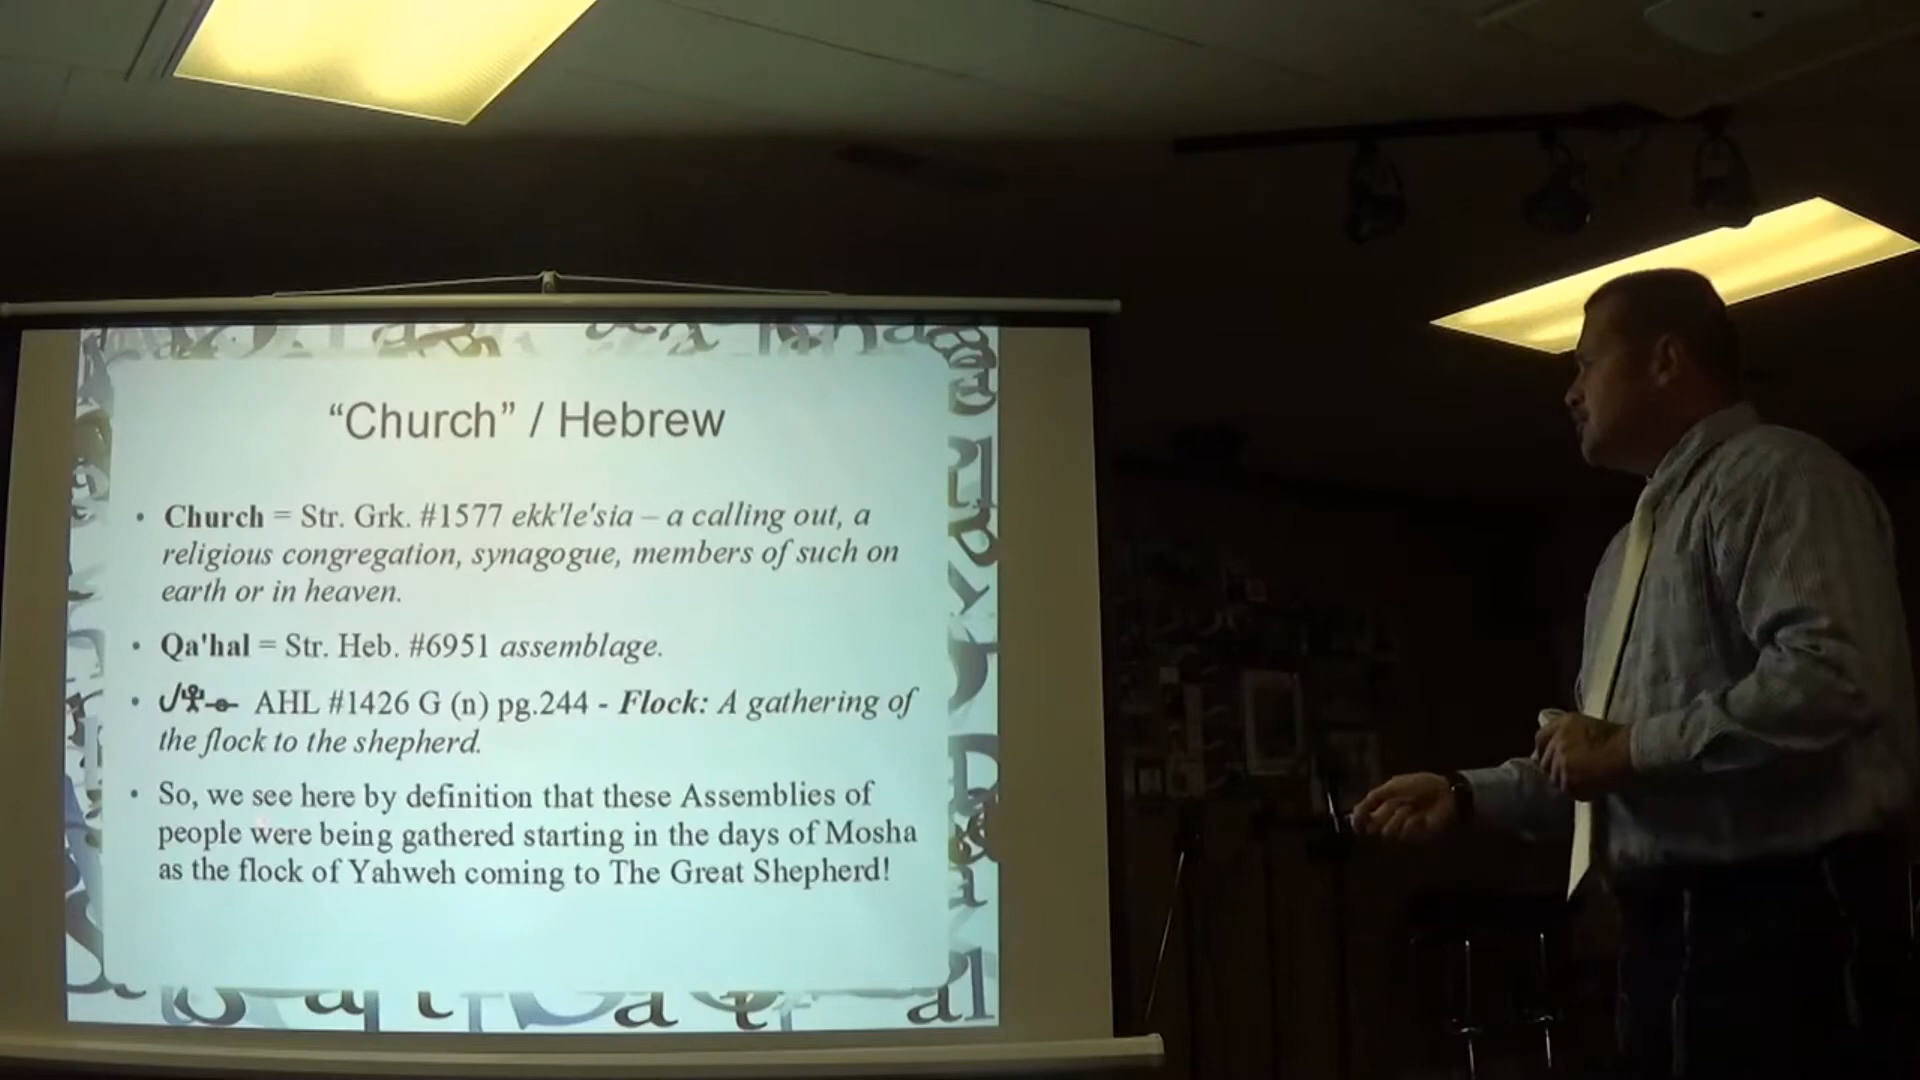 “Church” / Hebrew
• Church = Str. Grk. #1577 ekk'le'sia – a calling out, a
religious congregation, synagogue, members of such on
earth or in heaven.
• Qa'hal = Str. Heb. #6951 assemblage.
• AHL #1426 G (n) pg.244 - Flock: A gathering of
the flock to the shepherd.
• So, we see here by definition that these Assemblies of
people were being gathered starting in the days of Mosha
as the flock of Yahweh coming to The Great Shepherd!